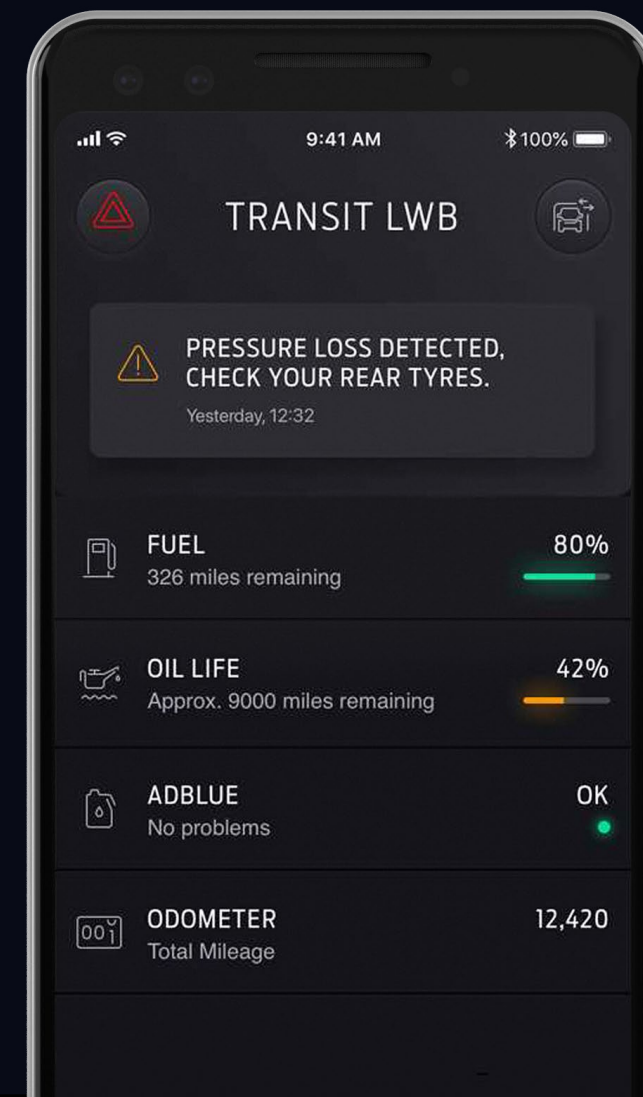 9:41 AM
100%
TRANSIT LWB
PRESSURE LOSS DETECTED,
CHECK YOUR REAR TYRES.
Yesterday, 12:32
FUEL
80%
326 miles remaining
OIL LIFE
42%
Approx. 9000 miles remaining
ADBLUE
OK
No problems
001
ODOMETER
12,420
Total Mileage